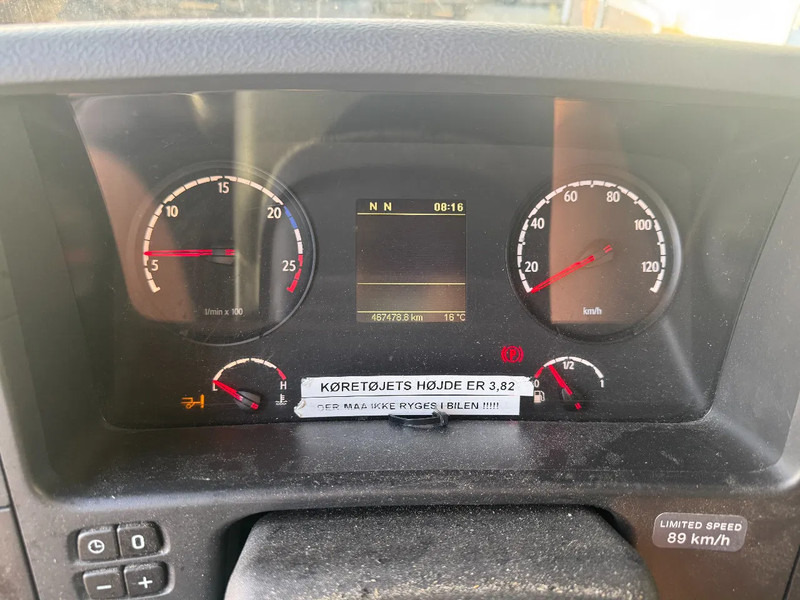 N N 08:16
467478.8 km 16 °C
5 10 15 20 25
1/min x 100
20 40 60 80 100 120
km/h
L H
0 1/2 1
KØRETØJETS HØJDE ER 3,82
DER MAA IKKE RYGES I BILEN !!!!!
LIMITED SPEED
89 km/h
0
- +